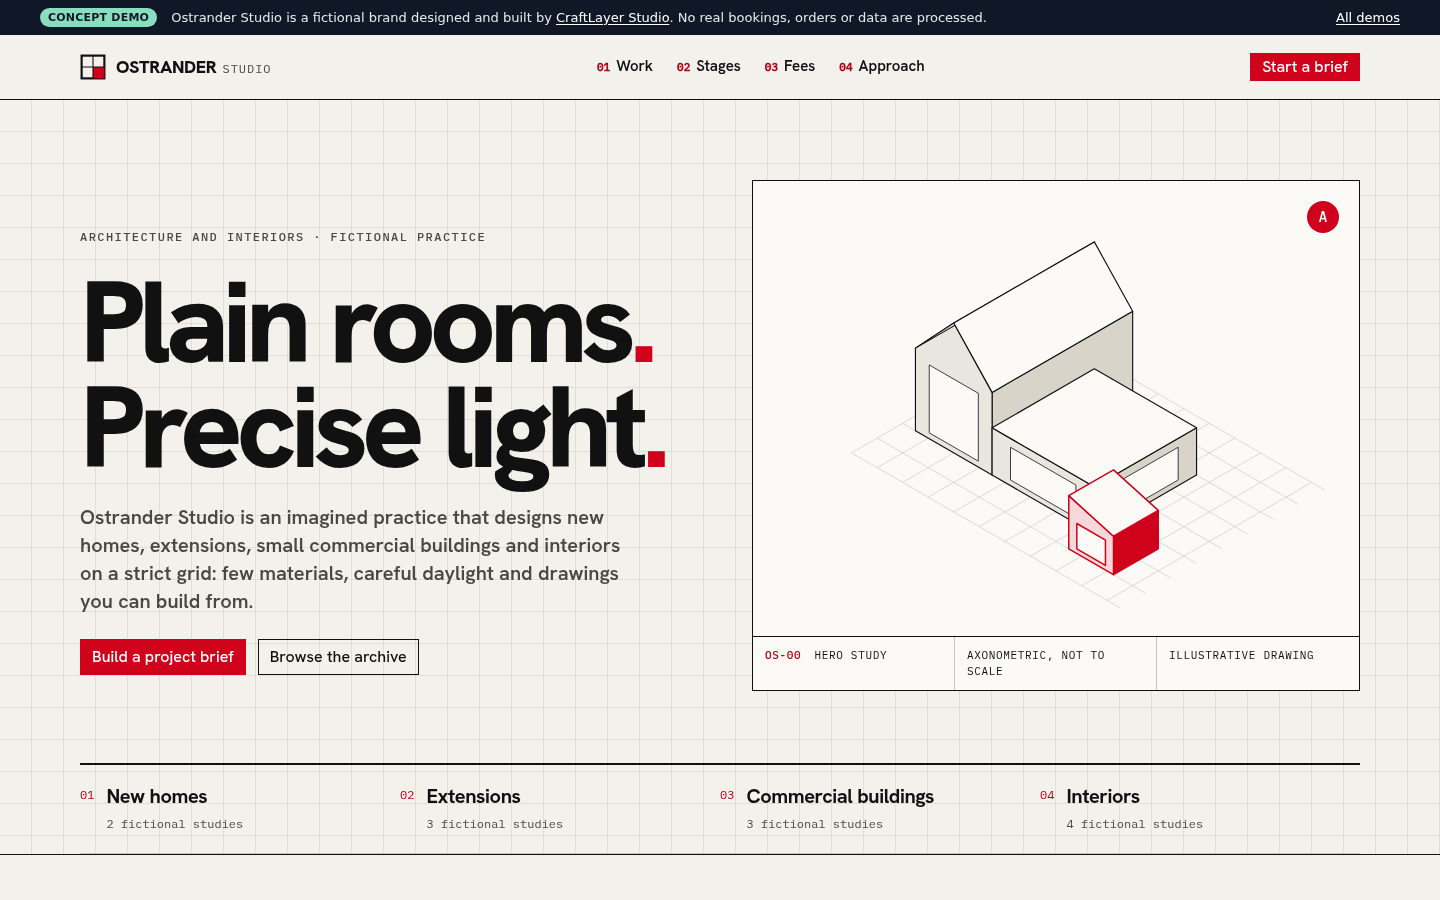 CONCEPT DEMO Ostrander Studio is a fictional brand designed and built by CraftLayer Studio. No real bookings, orders or data are processed. All demos
OSTRANDER STUDIO 01 Work 02 Stages 03 Fees 04 Approach Start a brief
ARCHITECTURE AND INTERIORS · FICTIONAL PRACTICE
Plain rooms.
Precise light.
Ostrander Studio is an imagined practice that designs new
homes, extensions, small commercial buildings and interiors
on a strict grid: few materials, careful daylight and drawings
you can build from.
Build a project brief Browse the archive
A
OS-00 HERO STUDY AXONOMETRIC, NOT TO ILLUSTRATIVE DRAWING
SCALE
01 New homes 02 Extensions 03 Commercial buildings 04 Interiors
2 fictional studies 3 fictional studies 3 fictional studies 4 fictional studies